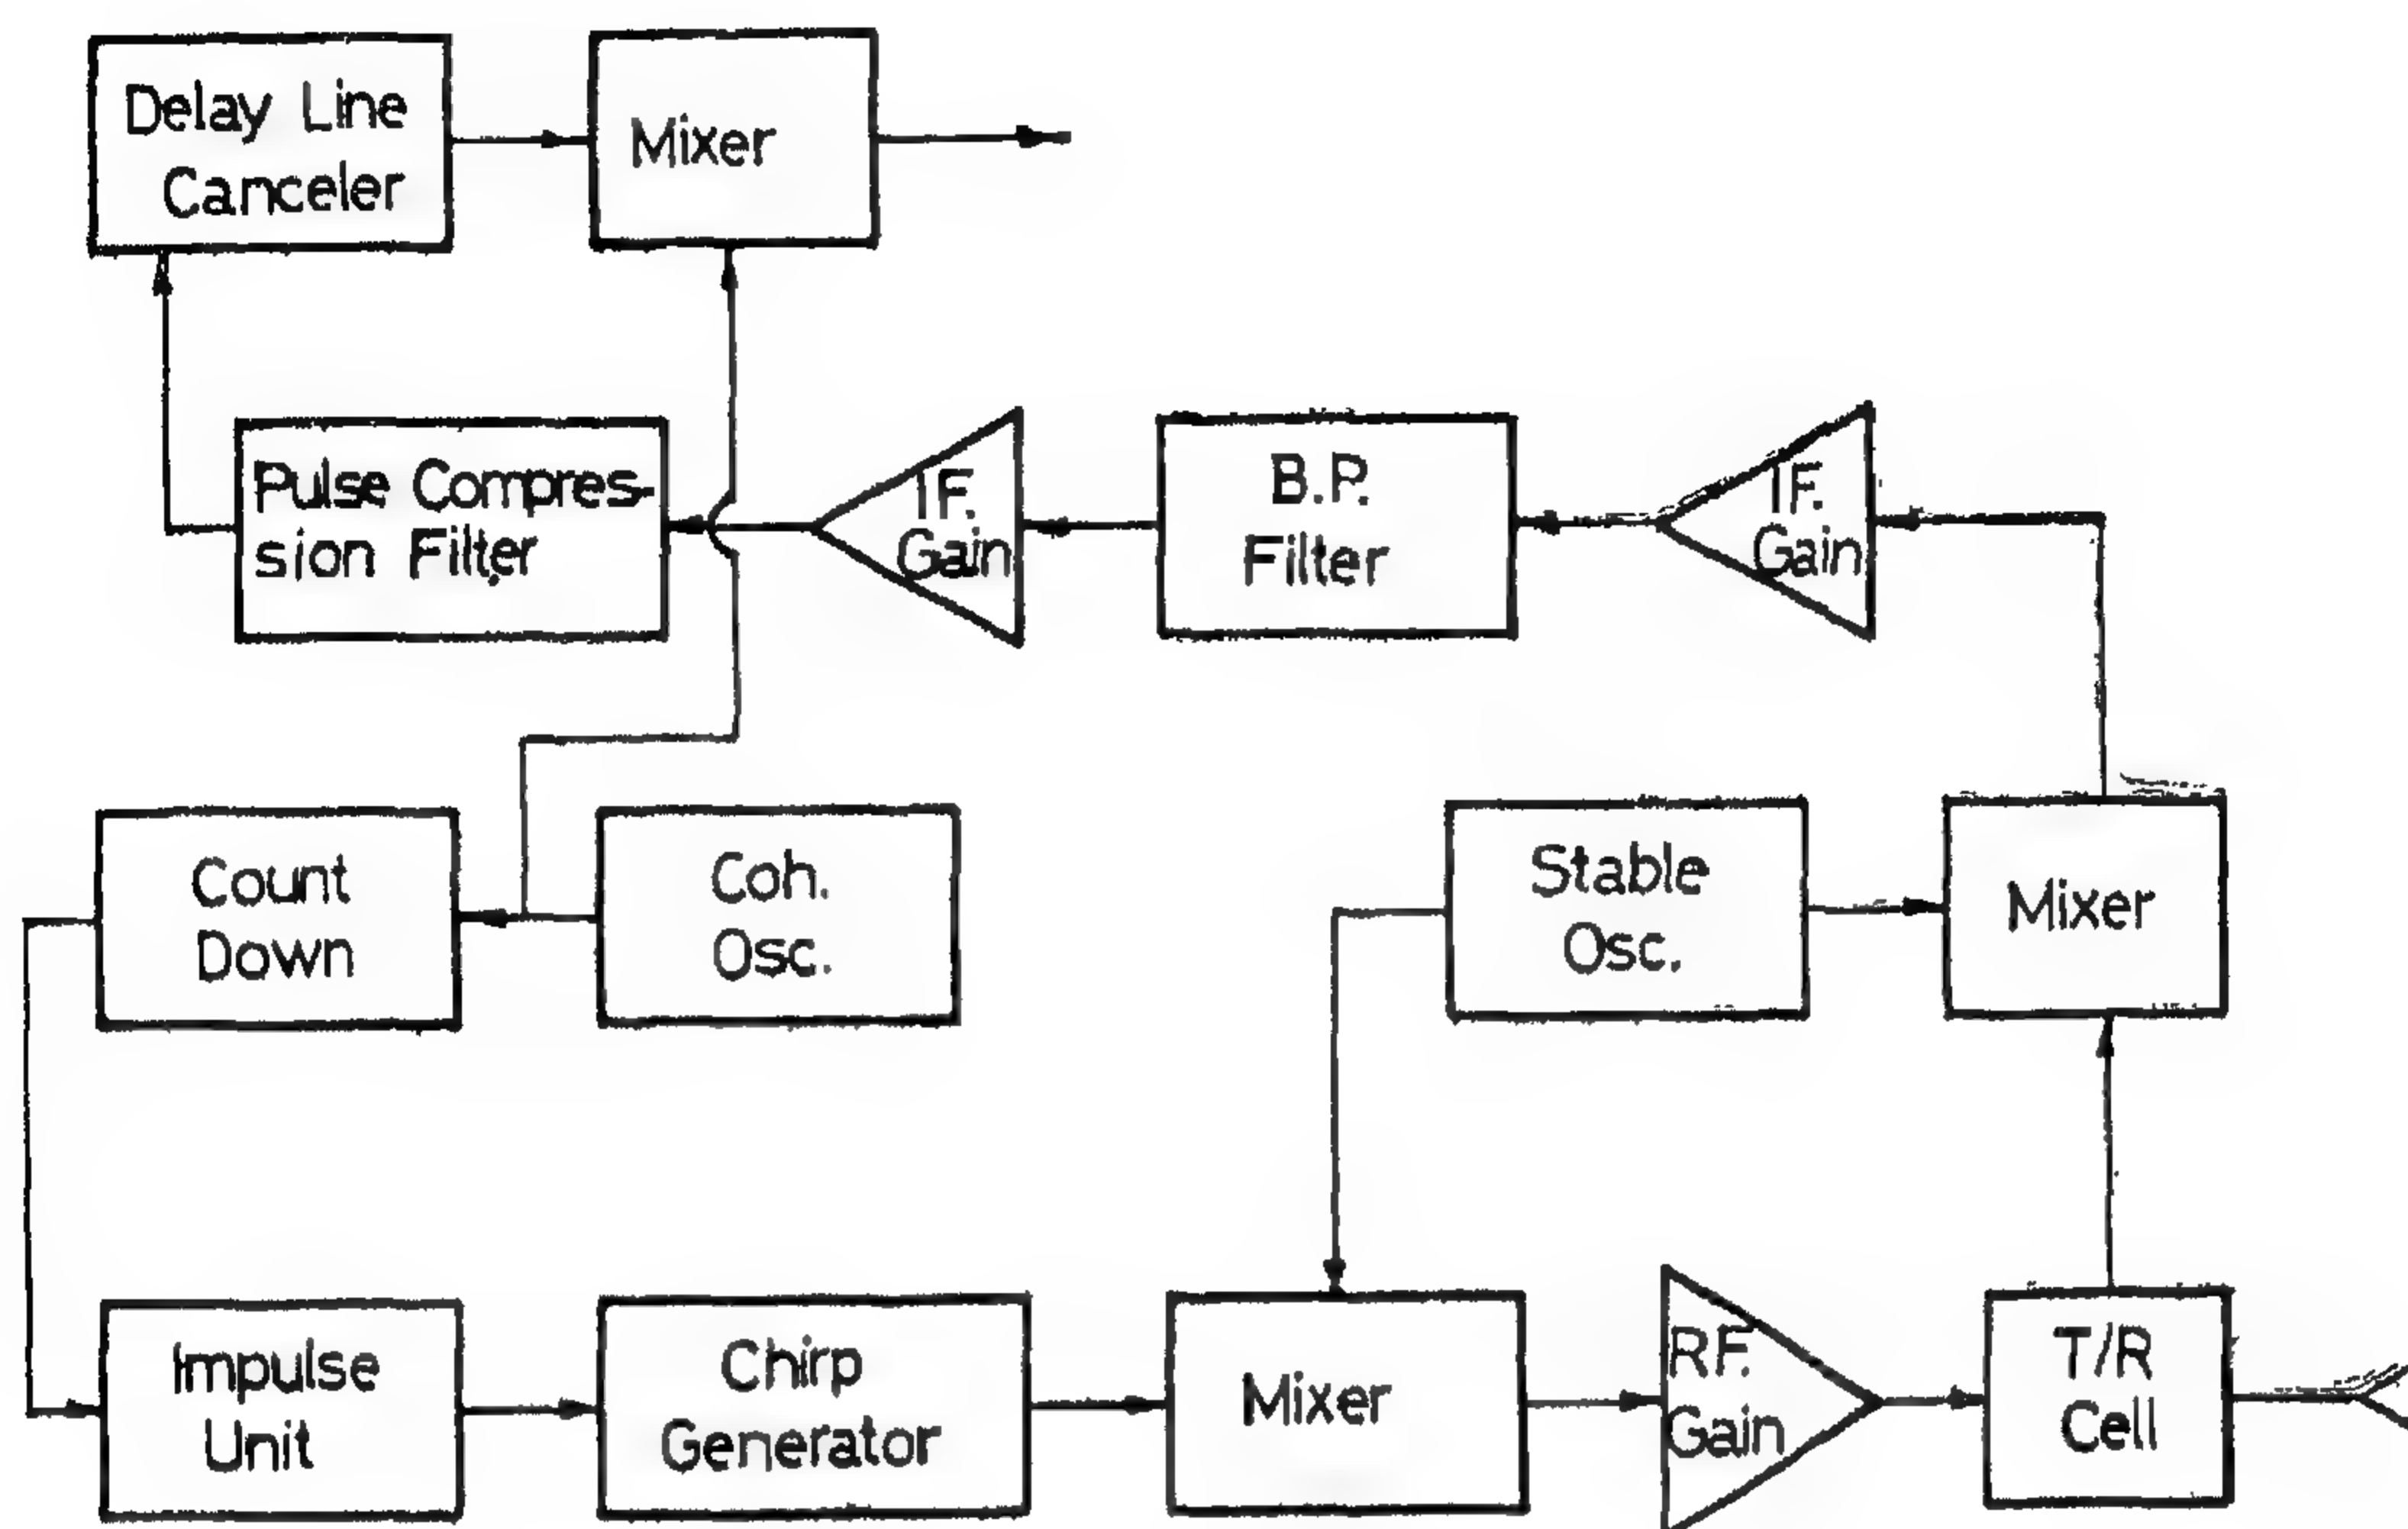 Delay Line
Canceler
Mixer
Pulse Compres-
sion Filter
I.F.
Gain
B.P.
Filter
I.F.
Gain
Count
Down
Coh.
Osc.
Stable
Osc.
Mixer
Impulse
Unit
Chirp
Generator
Mixer
R.F.
Gain
T/R
Cell